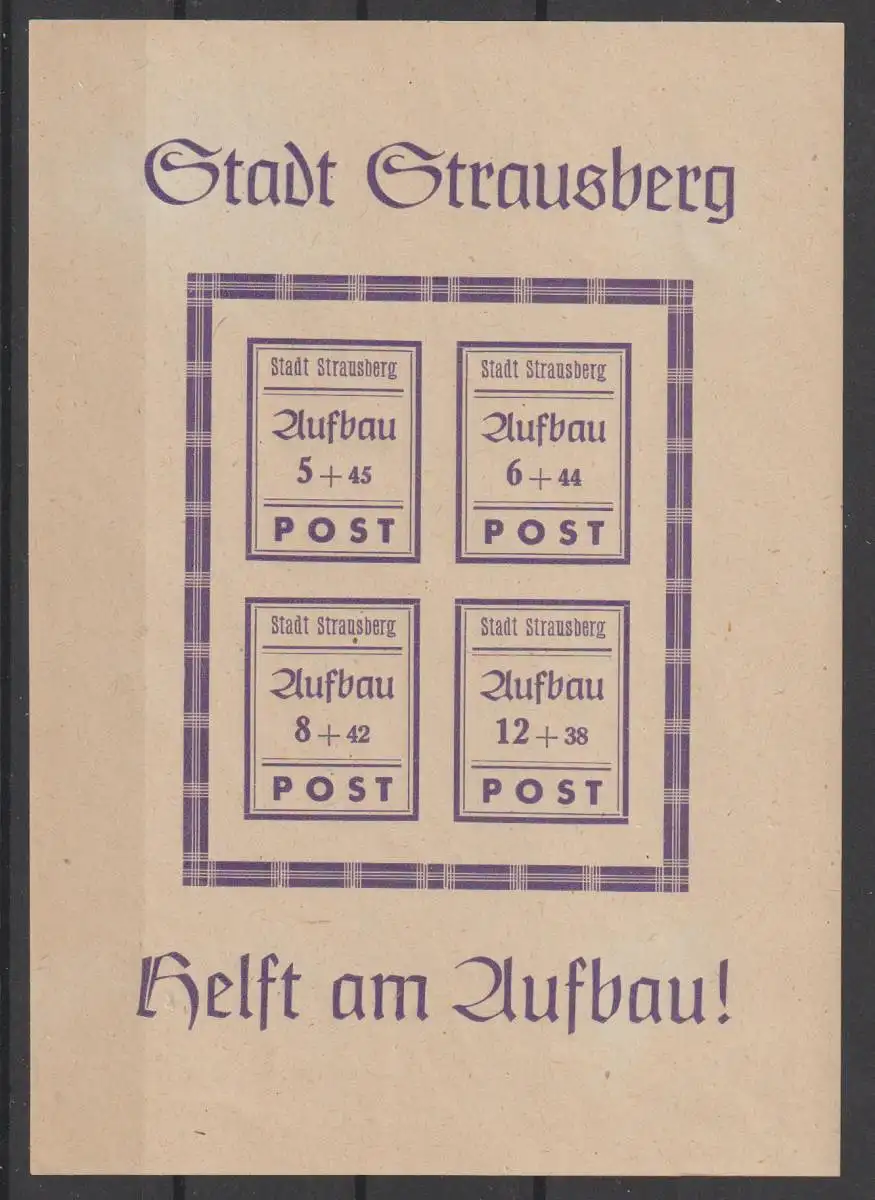 Stadt Strausberg
Stadt Strausberg
Aufbau
5 + 45
POST
Stadt Strausberg
Aufbau
6 + 44
POST
Stadt Strausberg
Aufbau
8 + 42
POST
Stadt Strausberg
Aufbau
12 + 38
POST
Helft am Aufbau!